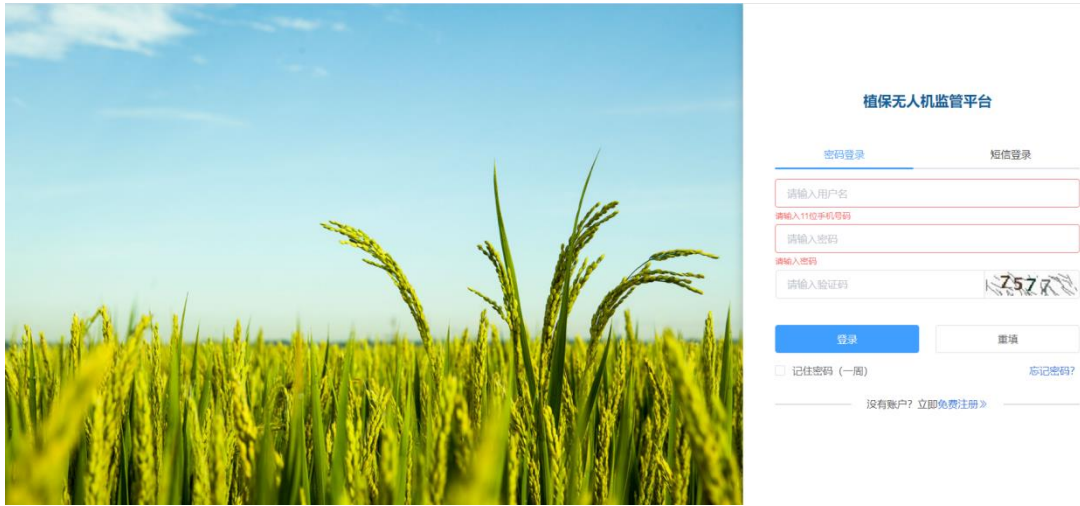 植保无人机监管平台
密码登录 短信登录
请输入用户名
请输入11位手机号码
请输入密码
请输入密码
请输入验证码
登录 重填
记住密码（一周） 忘记密码?
没有账户？立即免费注册》